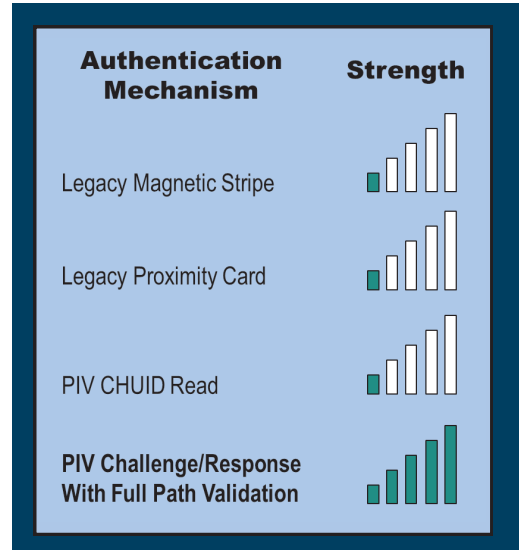 Authentication Strength
Mechanism
Legacy Magnetic Stripe
Legacy Proximity Card
PIV CHUID Read
PIV Challenge/Response
With Full Path Validation